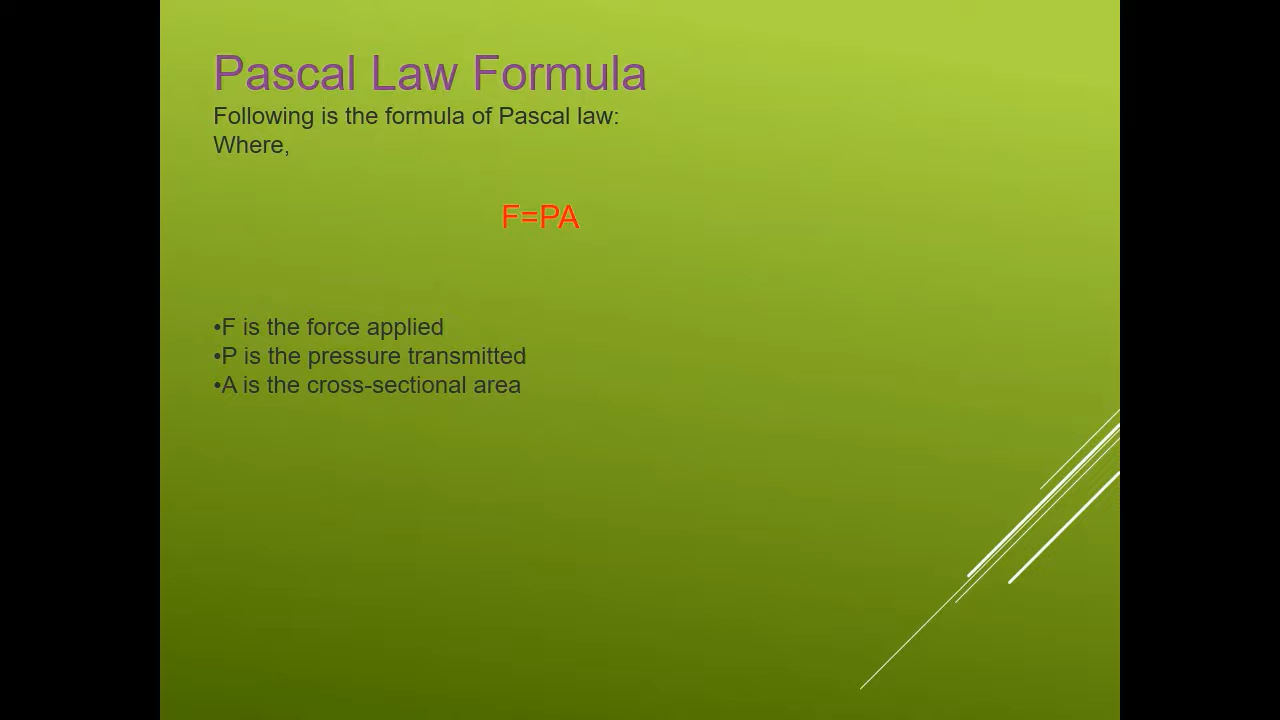 Pascal Law Formula
Following is the formula of Pascal law:
Where,
F=PA
•F is the force applied
•P is the pressure transmitted
•A is the cross-sectional area